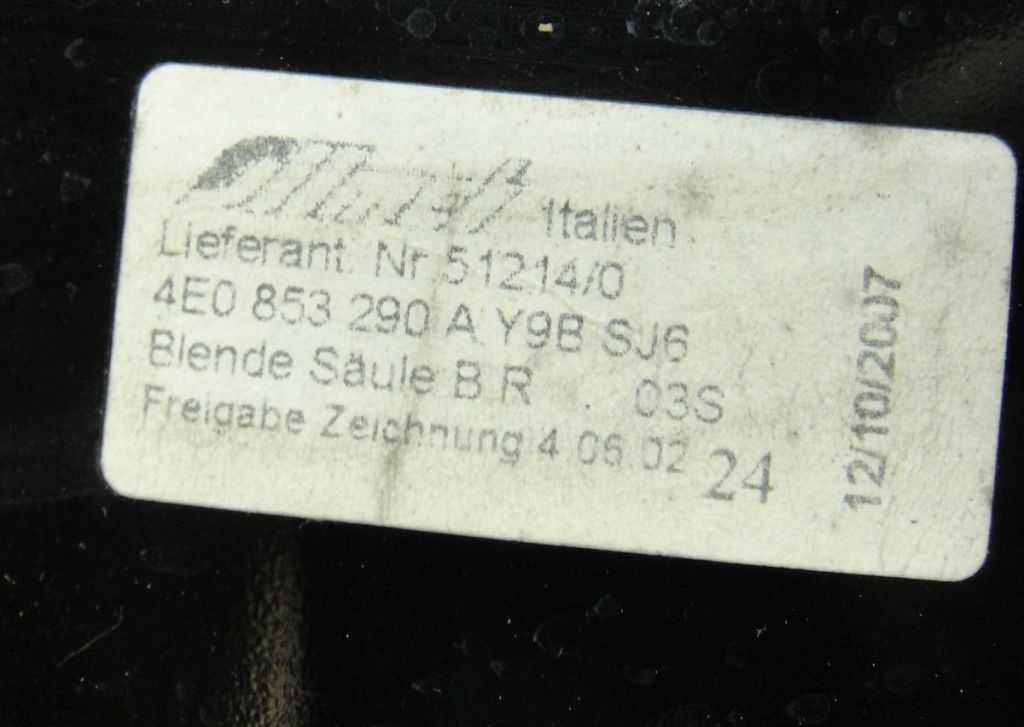 Italien
Lieferant. Nr 51214/0
4E0 853 290 A Y9B SJ6
Blende Säule B R . 03S
Freigabe Zeichnung 4 06 02 24
12/10/2007